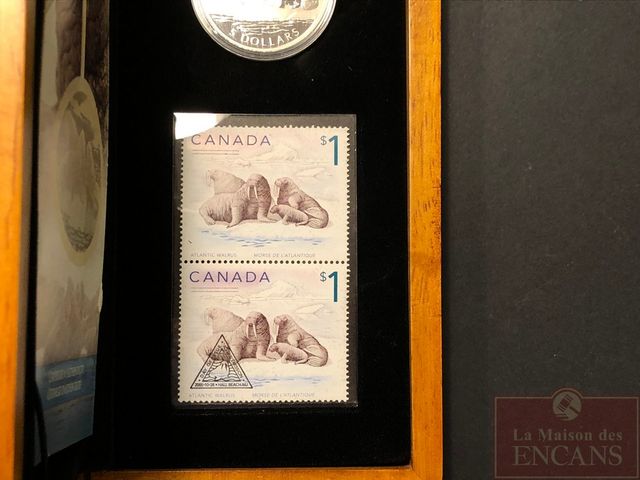 5 DOLLARS
CANADA $1
ATLANTIC WALRUS MORSE DE L'ATLANTIQUE
CANADA $1
HALL BEACH NU
ATLANTIC WALRUS MORSE DE L'ATLANTIQUE
La Maison des
ENCANS